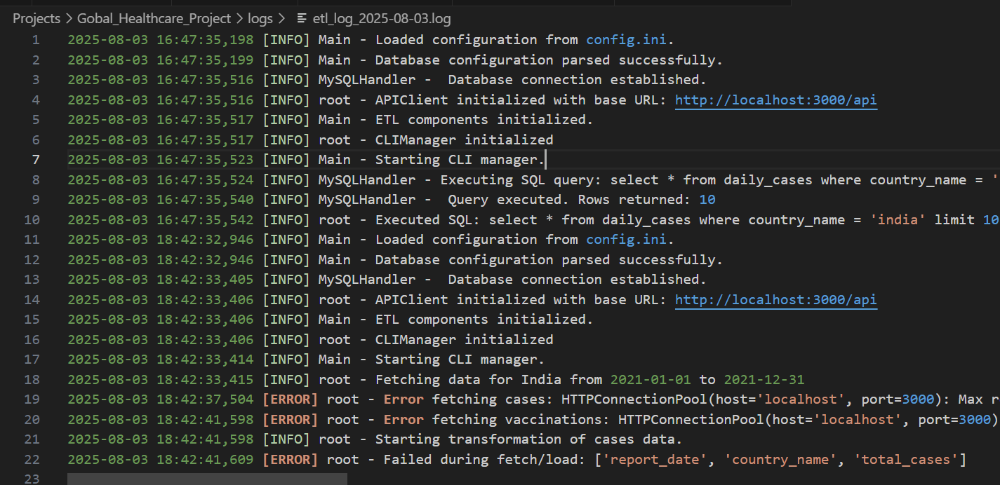 Projects > Gobal_Healthcare_Project > logs > etl_log_2025-08-03.log
1 2025-08-03 16:47:35,198 [INFO] Main - Loaded configuration from config.ini.
2 2025-08-03 16:47:35,199 [INFO] Main - Database configuration parsed successfully.
3 2025-08-03 16:47:35,516 [INFO] MySQLHandler -  Database connection established.
4 2025-08-03 16:47:35,516 [INFO] root - APIClient initialized with base URL: http://localhost:3000/api
5 2025-08-03 16:47:35,517 [INFO] Main - ETL components initialized.
6 2025-08-03 16:47:35,517 [INFO] root - CLIManager initialized
7 2025-08-03 16:47:35,523 [INFO] Main - Starting CLI manager.
8 2025-08-03 16:47:35,524 [INFO] MySQLHandler - Executing SQL query: select * from daily_cases where country_name = '
9 2025-08-03 16:47:35,540 [INFO] MySQLHandler -  Query executed. Rows returned: 10
10 2025-08-03 16:47:35,542 [INFO] root - Executed SQL: select * from daily_cases where country_name = 'india' limit 10
11 2025-08-03 18:42:32,946 [INFO] Main - Loaded configuration from config.ini.
12 2025-08-03 18:42:32,946 [INFO] Main - Database configuration parsed successfully.
13 2025-08-03 18:42:33,405 [INFO] MySQLHandler -  Database connection established.
14 2025-08-03 18:42:33,406 [INFO] root - APIClient initialized with base URL: http://localhost:3000/api
15 2025-08-03 18:42:33,406 [INFO] Main - ETL components initialized.
16 2025-08-03 18:42:33,406 [INFO] root - CLIManager initialized
17 2025-08-03 18:42:33,414 [INFO] Main - Starting CLI manager.
18 2025-08-03 18:42:33,415 [INFO] root - Fetching data for India from 2021-01-01 to 2021-12-31
19 2025-08-03 18:42:37,504 [ERROR] root - Error fetching cases: HTTPConnectionPool(host='localhost', port=3000): Max r
20 2025-08-03 18:42:41,598 [ERROR] root - Error fetching vaccinations: HTTPConnectionPool(host='localhost', port=3000)
21 2025-08-03 18:42:41,598 [INFO] root - Starting transformation of cases data.
22 2025-08-03 18:42:41,609 [ERROR] root - Failed during fetch/load: ['report_date', 'country_name', 'total_cases']
23